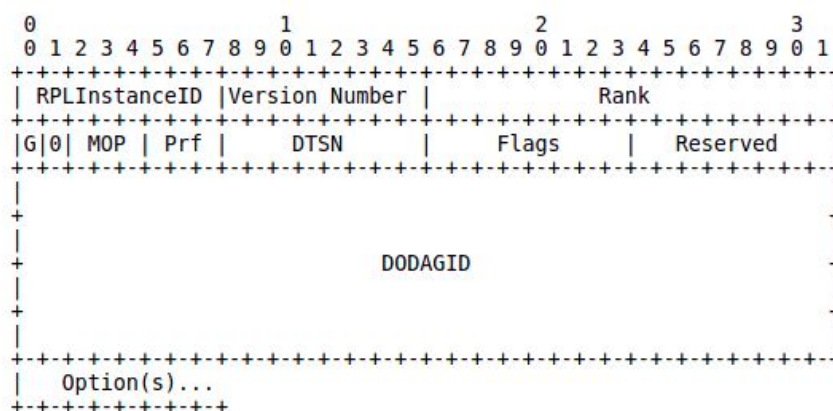 0                   1                   2                   3
 0 1 2 3 4 5 6 7 8 9 0 1 2 3 4 5 6 7 8 9 0 1 2 3 4 5 6 7 8 9 0 1
+-+-+-+-+-+-+-+-+-+-+-+-+-+-+-+-+-+-+-+-+-+-+-+-+-+-+-+-+-+-+-+-
| RPLInstanceID |Version Number |             Rank
+-+-+-+-+-+-+-+-+-+-+-+-+-+-+-+-+-+-+-+-+-+-+-+-+-+-+-+-+-+-+-+-
|G|0| MOP | Prf |     DTSN      |     Flags     |   Reserved
+-+-+-+-+-+-+-+-+-+-+-+-+-+-+-+-+-+-+-+-+-+-+-+-+-+-+-+-+-+-+-+-
|
+                                                               -
|
+                            DODAGID                            -
|
+                                                               -
|
+-+-+-+-+-+-+-+-+-+-+-+-+-+-+-+-+-+-+-+-+-+-+-+-+-+-+-+-+-+-+-+-
|   Option(s)...
+-+-+-+-+-+-+-+-+